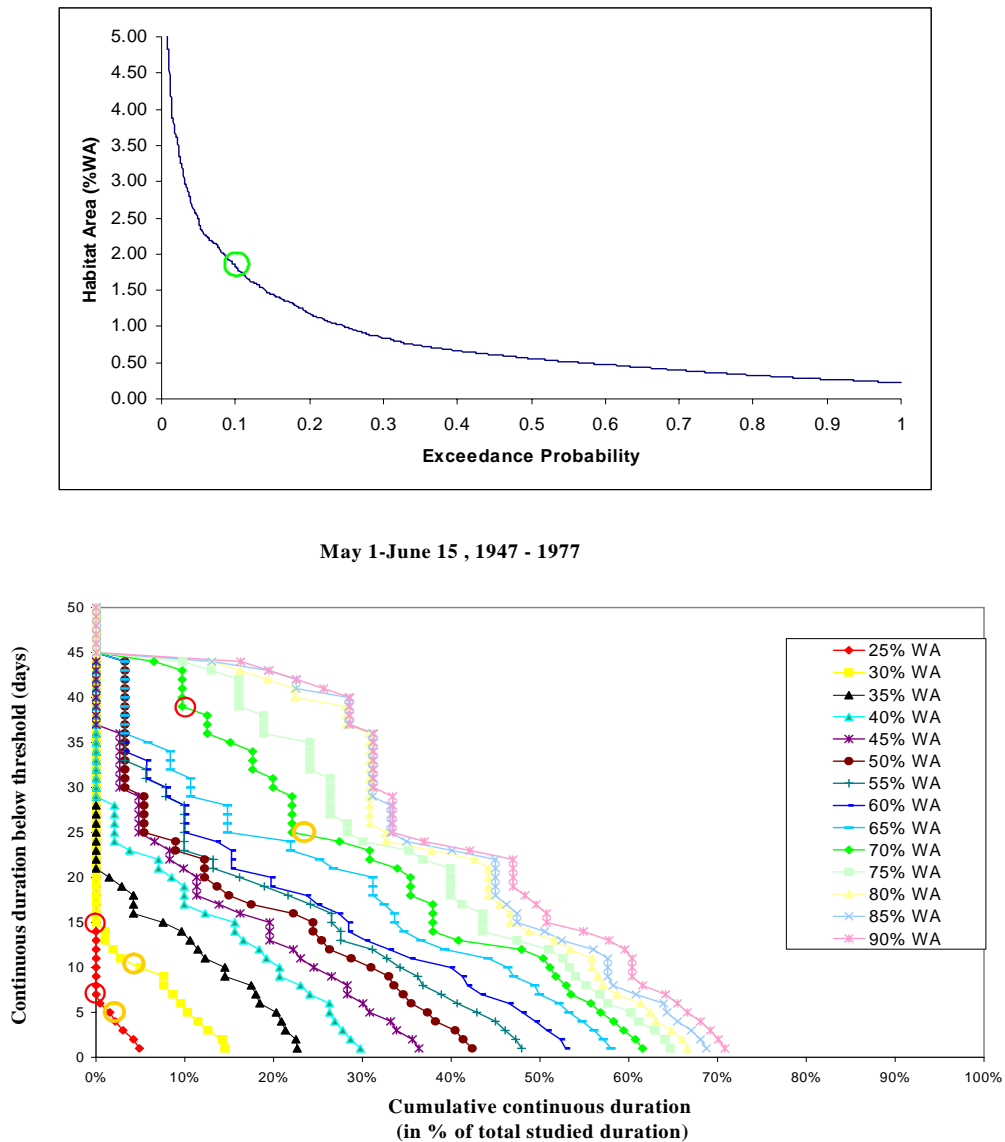 5.00
4.50
4.00
3.50
3.00
2.50
2.00
1.50
1.00
0.50
0.00
Habitat Area (%WA)
0 0.1 0.2 0.3 0.4 0.5 0.6 0.7 0.8 0.9 1
Exceedance Probability
May 1-June 15 , 1947 - 1977
50
45
40
35
30
25
20
15
10
5
0
Continuous duration below threshold (days)
25% WA
30% WA
35% WA
40% WA
45% WA
50% WA
55% WA
60% WA
65% WA
70% WA
75% WA
80% WA
85% WA
90% WA
0% 10% 20% 30% 40% 50% 60% 70% 80% 90% 100%
Cumulative continuous duration
(in % of total studied duration)